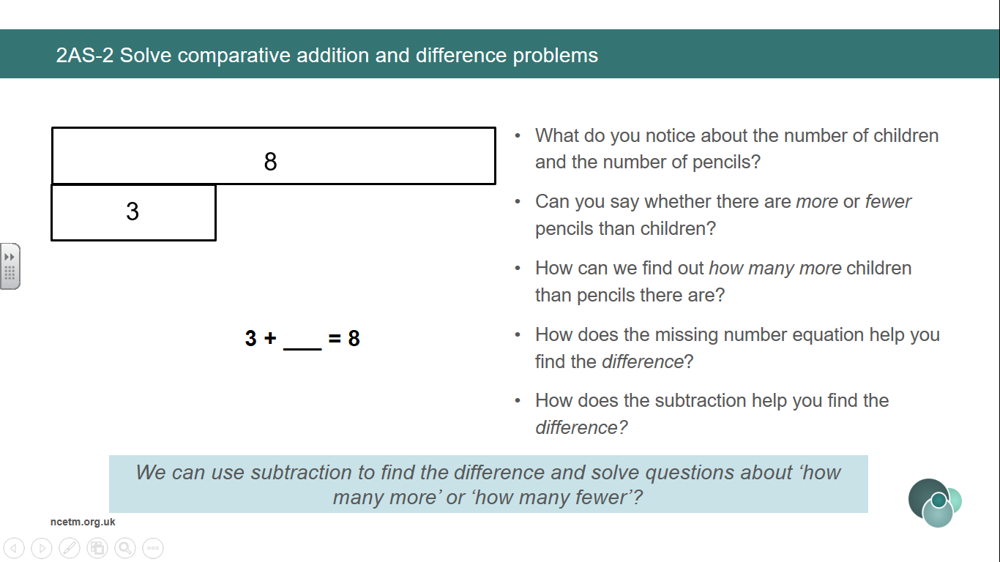 2AS-2 Solve comparative addition and difference problems
8
3
3 + ___ = 8
• What do you notice about the number of children
and the number of pencils?
• Can you say whether there are more or fewer
pencils than children?
• How can we find out how many more children
than pencils there are?
• How does the missing number equation help you
find the difference?
• How does the subtraction help you find the
difference?
We can use subtraction to find the difference and solve questions about ‘how
many more’ or ‘how many fewer’?
ncetm.org.uk